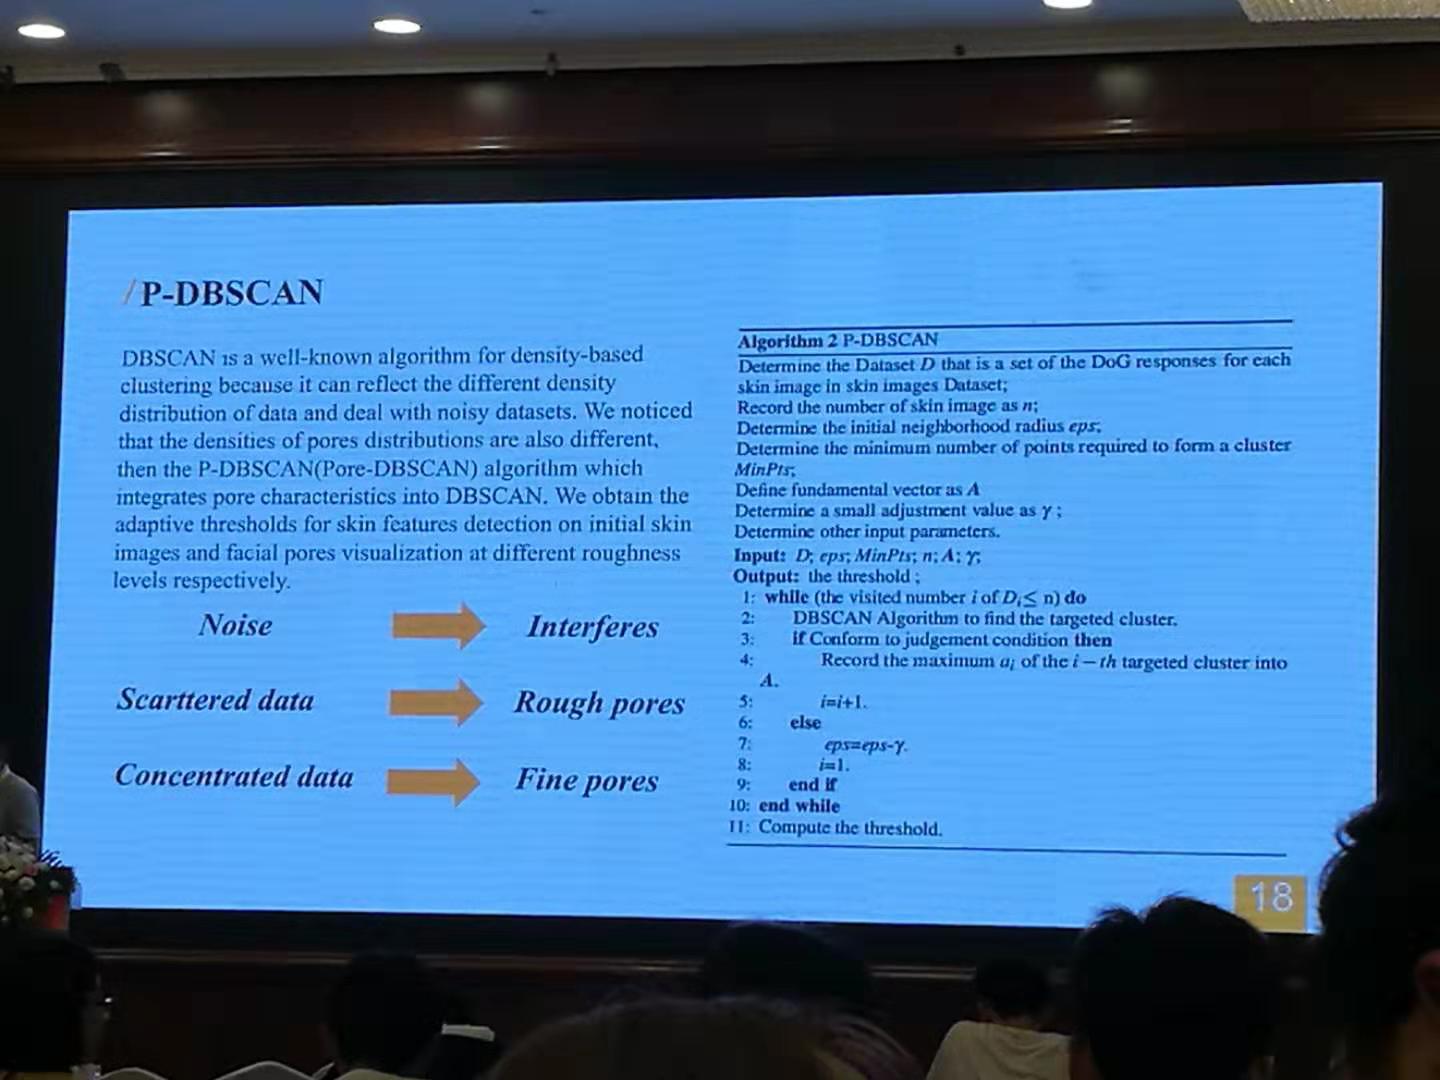 /P-DBSCAN
DBSCAN is a well-known algorithm for density-based
clustering because it can reflect the different density
distribution of data and deal with noisy datasets. We noticed
that the densities of pores distributions are also different,
then the P-DBSCAN(Pore-DBSCAN) algorithm which
integrates pore characteristics into DBSCAN. We obtain the
adaptive thresholds for skin features detection on initial skin
images and facial pores visualization at different roughness
levels respectively.
Noise Interferes
Scarttered data Rough pores
Concentrated data Fine pores
Algorithm 2 P-DBSCAN
Determine the Dataset D that is a set of the DoG responses for each
skin image in skin images Dataset;
Record the number of skin image as n;
Determine the initial neighborhood radius eps;
Determine the minimum number of points required to form a cluster
MinPts;
Define fundamental vector as A
Determine a small adjustment value as γ ;
Determine other input parameters.
Input: D; eps; MinPts; n; A; γ;
Output: the threshold ;
1: while (the visited number i of Di≤ n) do
2: DBSCAN Algorithm to find the targeted cluster.
3: if Conform to judgement condition then
4: Record the maximum ai of the i − th targeted cluster into
A.
5: i=i+1.
6: else
7: eps=eps-γ.
8: i=1.
9: end if
10: end while
11: Compute the threshold.
18